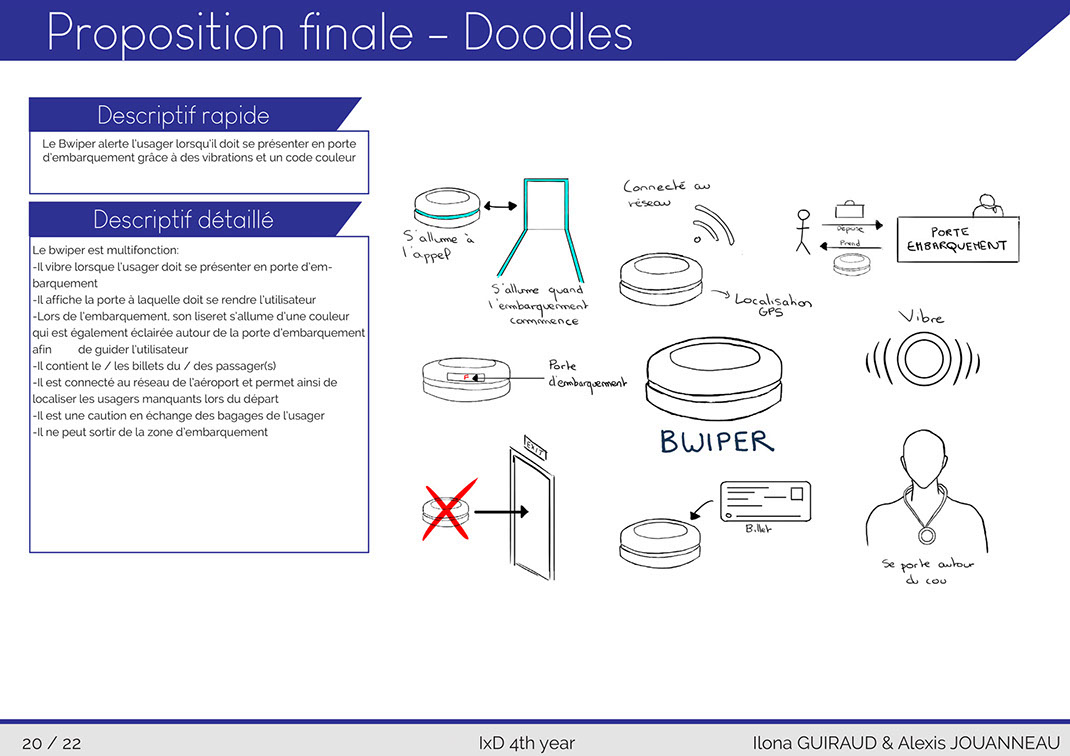 Proposition finale – Doodles
Descriptif rapide
Le Bwiper alerte l'usager lorsqu'il doit se présenter en porte
d'embarquement grâce à des vibrations et un code couleur
Descriptif détaillé
Le bwiper est multifonction:
-Il vibre lorsque l'usager doit se présenter en porte d'em-
barquement
-Il affiche la porte à laquelle doit se rendre l'utilisateur
-Lors de l'embarquement, son liseret s'allume d'une couleur
qui est également éclairée autour de la porte d'embarquement
afin de guider l'utilisateur
-Il contient le / les billets du / des passager(s)
-Il est connecté au réseau de l'aéroport et permet ainsi de
localiser les usagers manquants lors du départ
-Il est une caution en échange des bagages de l'usager
-Il ne peut sortir de la zone d'embarquement
S'allume à
l'appel
S'allume quand
l'embarquement
commence
Connecté au
réseau
Localisation
GPS
Dépose
Prend
PORTE
EMBARQUEMENT
F
Porte
d'embarquement
BWIPER
Vibre
EXIT
Billet
Se porte autour
du cou
20 / 22
IxD 4th year
Ilona GUIRAUD & Alexis JOUANNEAU